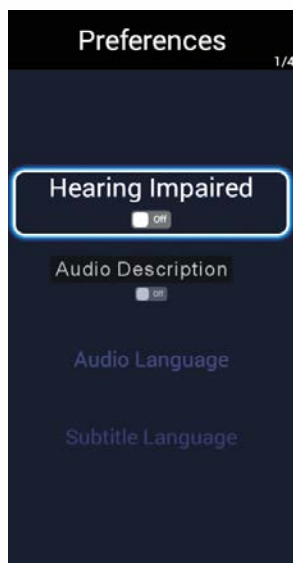 Preferences
1/4
Hearing Impaired
Off
Audio Description
Off
Audio Language
Subtitle Language